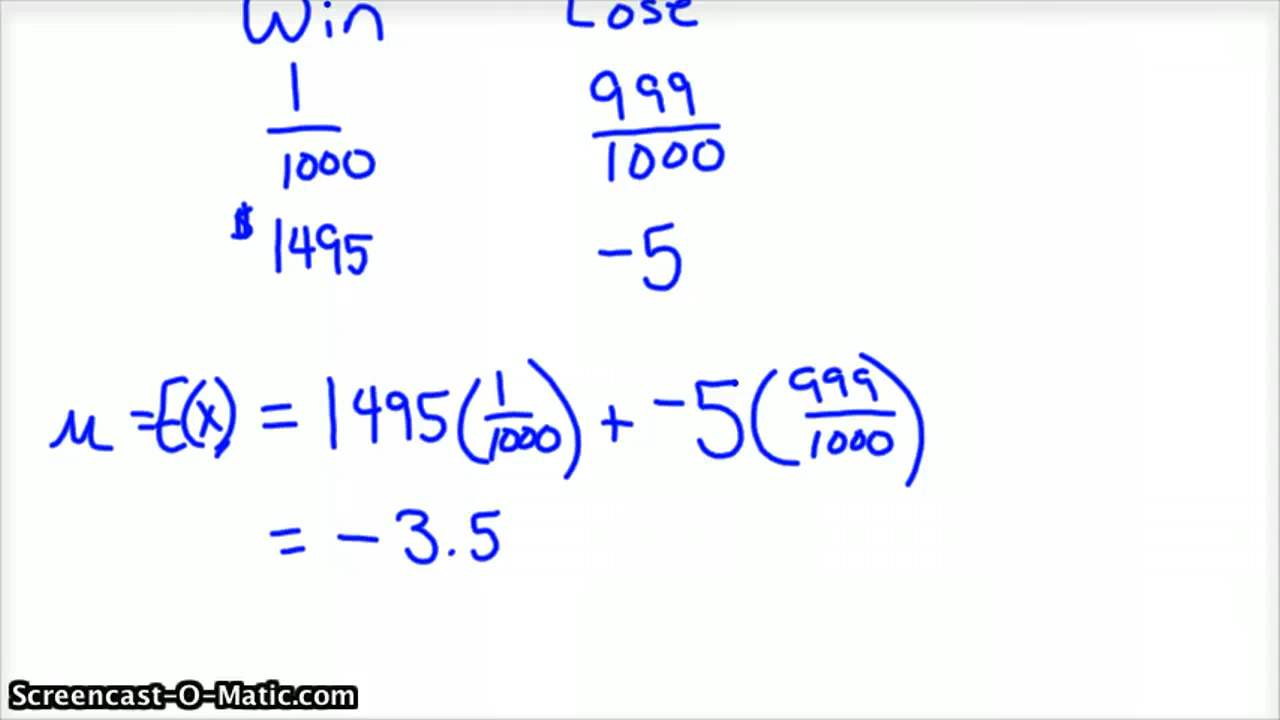 Win Lose
1/1000 999/1000
$1495 -5
μ = E(x) = 1495(1/1000) + -5(999/1000)
= -3.5
Screencast-O-Matic.com